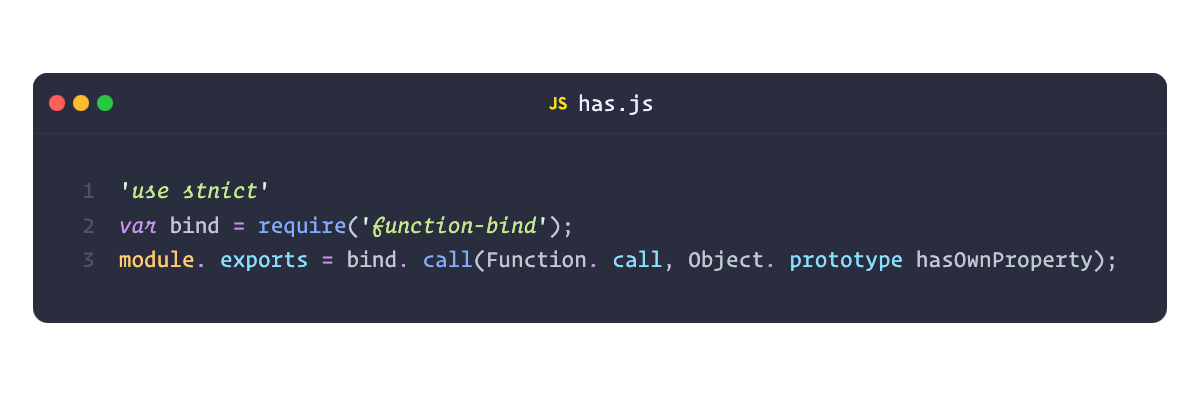 JS has.js
1 'use strict'
2 var bind = require('function-bind');
3 module. exports = bind. call(Function. call, Object. prototype hasOwnProperty);